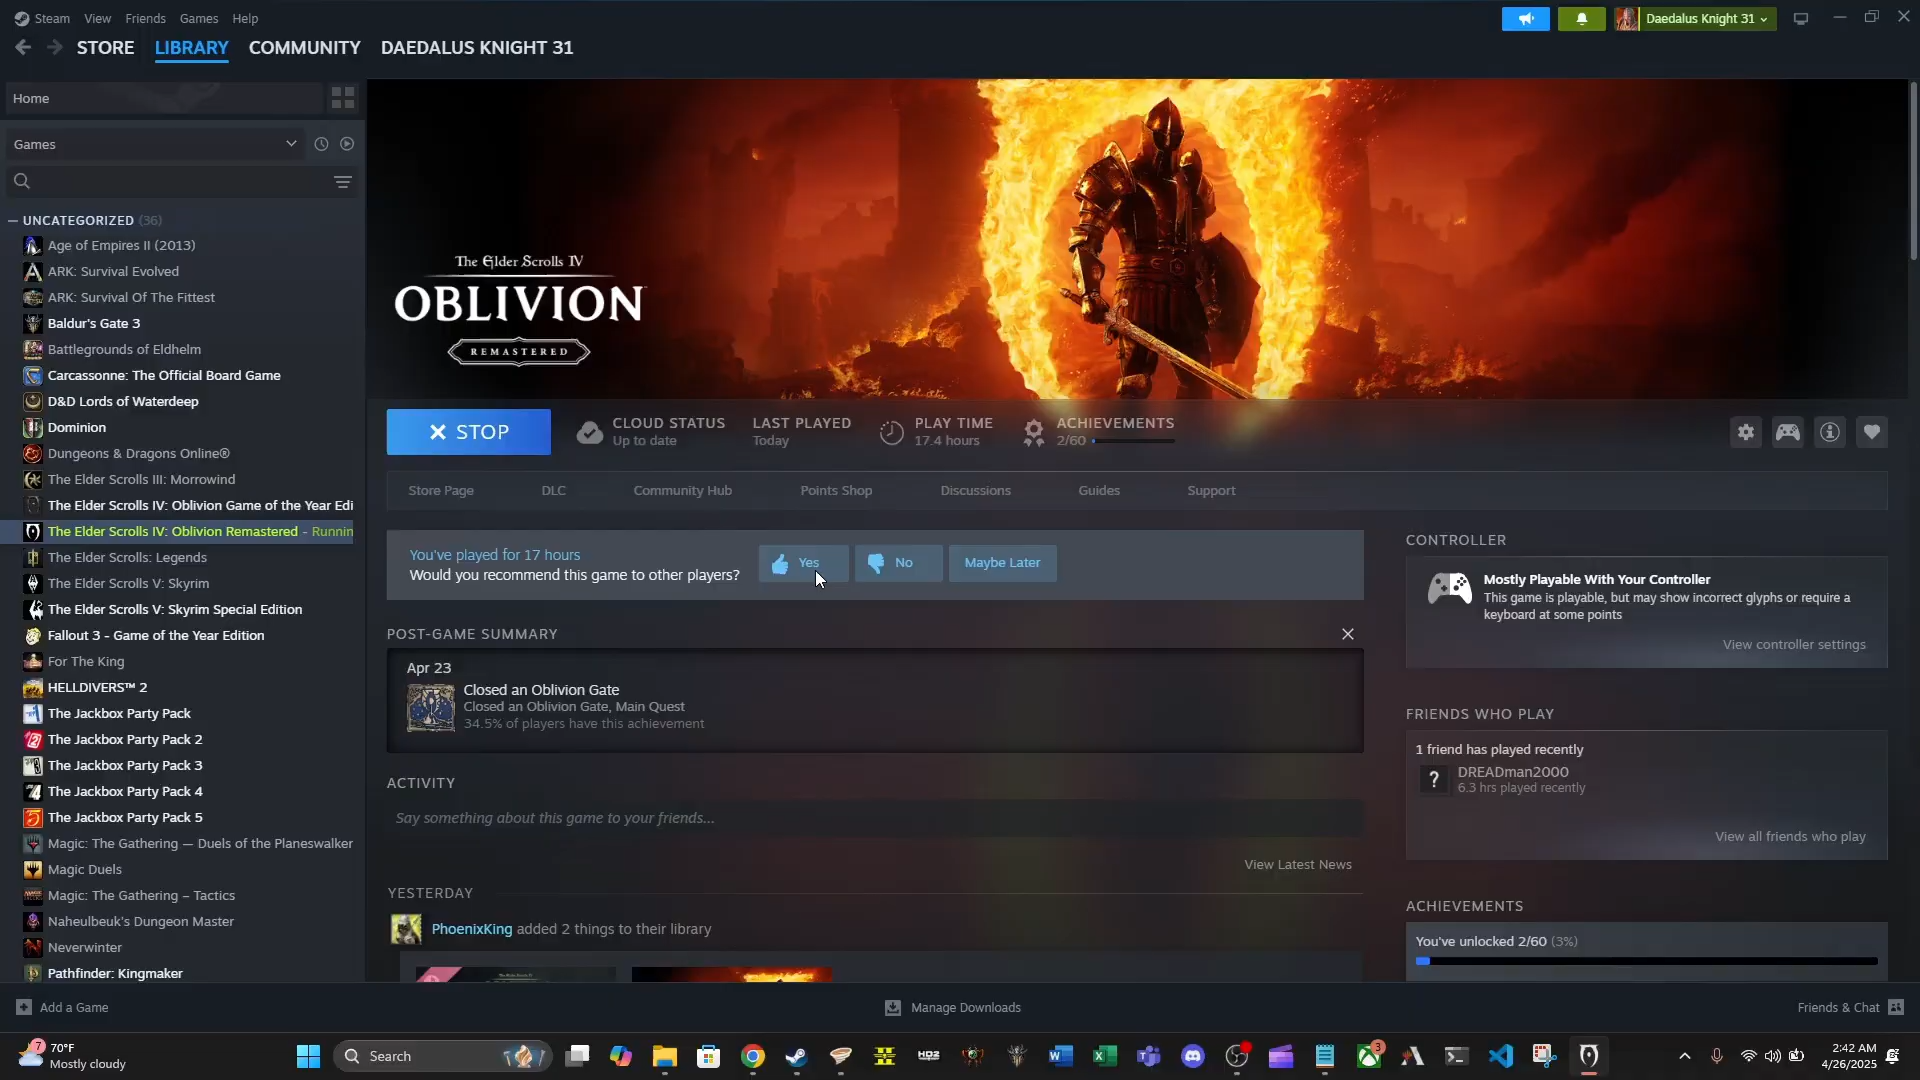 Steam View Friends Games Help
Daedalus Knight 31
STORE LIBRARY COMMUNITY DAEDALUS KNIGHT 31
Home
Games
UNCATEGORIZED (36)
Age of Empires II (2013)
ARK: Survival Evolved
ARK: Survival Of The Fittest
Baldur's Gate 3
Battlegrounds of Eldhelm
Carcassonne: The Official Board Game
D&D Lords of Waterdeep
Dominion
Dungeons & Dragons Online®
The Elder Scrolls III: Morrowind
The Elder Scrolls IV: Oblivion Game of the Year Edi
The Elder Scrolls IV: Oblivion Remastered - Runnin
The Elder Scrolls: Legends
The Elder Scrolls V: Skyrim
The Elder Scrolls V: Skyrim Special Edition
Fallout 3 - Game of the Year Edition
For The King
HELLDIVERS™ 2
The Jackbox Party Pack
The Jackbox Party Pack 2
The Jackbox Party Pack 3
The Jackbox Party Pack 4
The Jackbox Party Pack 5
Magic: The Gathering — Duels of the Planeswalker
Magic Duels
Magic: The Gathering – Tactics
Naheulbeuk's Dungeon Master
Neverwinter
Pathfinder: Kingmaker
The Elder Scrolls IV
OBLIVION
REMASTERED
STOP
CLOUD STATUS
Up to date
LAST PLAYED
Today
PLAY TIME
17.4 hours
ACHIEVEMENTS
2/60
Store Page DLC Community Hub Points Shop Discussions Guides Support
You've played for 17 hours
Would you recommend this game to other players?
Yes No Maybe Later
POST-GAME SUMMARY
Apr 23
Closed an Oblivion Gate
Closed an Oblivion Gate, Main Quest
34.5% of players have this achievement
ACTIVITY
Say something about this game to your friends...
View Latest News
YESTERDAY
PhoenixKing added 2 things to their library
CONTROLLER
Mostly Playable With Your Controller
This game is playable, but may show incorrect glyphs or require a
keyboard at some points
View controller settings
FRIENDS WHO PLAY
1 friend has played recently
?
DREADman2000
6.3 hrs played recently
View all friends who play
ACHIEVEMENTS
You've unlocked 2/60 (3%)
Add a Game
Manage Downloads
Friends & Chat
7
70°F
Mostly cloudy
Search
HD2
3
2:42 AM
4/26/2025